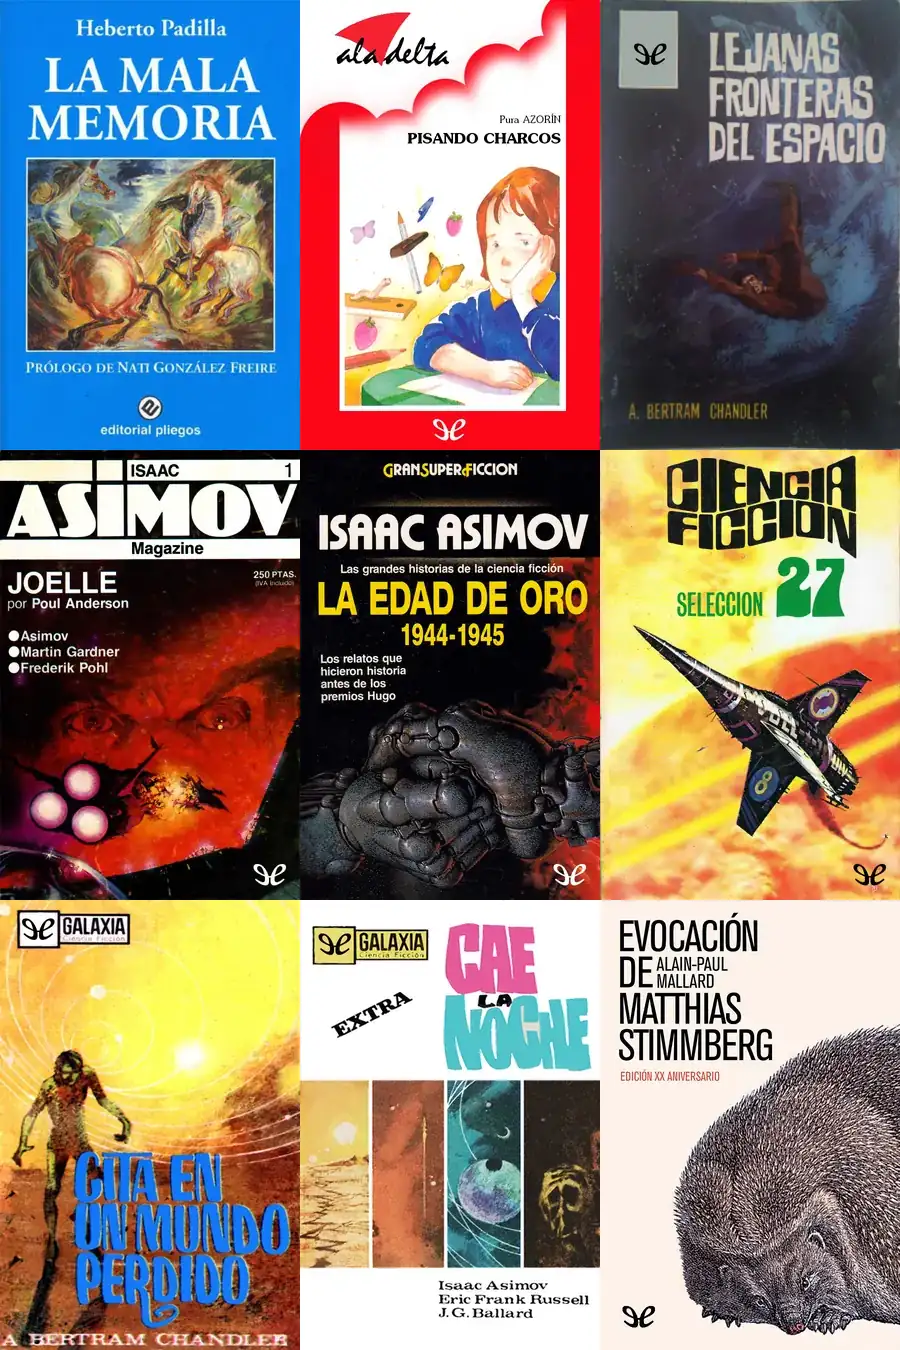 Heberto Padilla
LA MALA
MEMORIA
PRÓLOGO DE NATI GONZÁLEZ FREIRE
editorial pliegos
ala delta
Pura AZORÍN
PISANDO CHARCOS
LEJANAS
FRONTERAS
DEL ESPACIO
A. BERTRAM CHANDLER
ISAAC 1
ASIMOV
Magazine
JOELLE
por Poul Anderson
250 PTAS.
(IVA incluido)
●Asimov
●Martin Gardner
●Frederik Pohl
GRANSUPERFICCION
ISAAC ASIMOV
Las grandes historias de la ciencia ficción
LA EDAD DE ORO
1944-1945
Los relatos que
hicieron historia
antes de los
premios Hugo
CIENCIA
FICCION
SELECCION 27
8
GALAXIA
Ciencia Ficción
CITA EN
UN MUNDO
PERDIDO
A BERTRAM CHANDLER
GALAXIA
Ciencia Ficción
EXTRA
CAE
LA
NOCHE
Isaac Asimov
Eric Frank Russell
J.G. Ballard
EVOCACIÓN
DE ALAIN-PAUL
MALLARD
MATTHIAS
STIMMBERG
EDICIÓN XX ANIVERSARIO